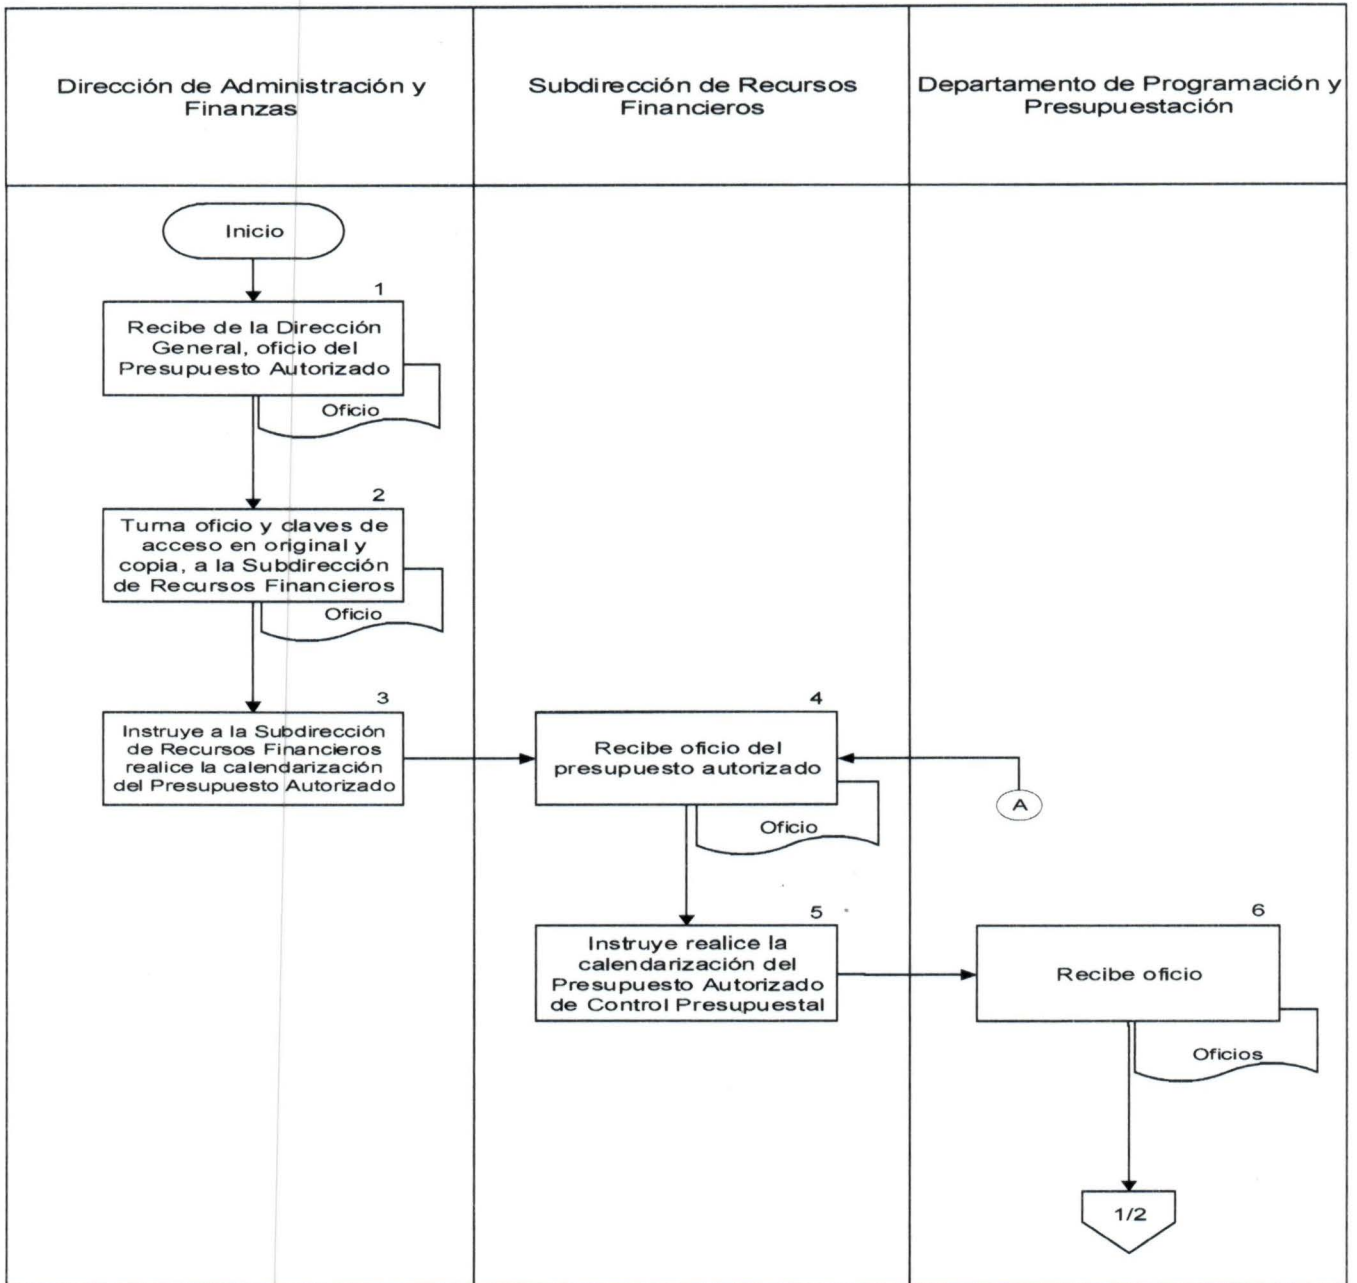 Dirección de Administración y
Finanzas
Subdirección de Recursos
Financieros
Departamento de Programación y
Presupuestación
Inicio
1
Recibe de la Dirección
General, oficio del
Presupuesto Autorizado
Oficio
2
Turna oficio y claves de
acceso en original y
copia, a la Subdirección
de Recursos Financieros
Oficio
3
Instruye a la Subdirección
de Recursos Financieros
realice la calendarización
del Presupuesto Autorizado
4
Recibe oficio del
presupuesto autorizado
Oficio
A
5
Instruye realice la
calendarización del
Presupuesto Autorizado
de Control Presupuestal
6
Recibe oficio
Oficios
1/2